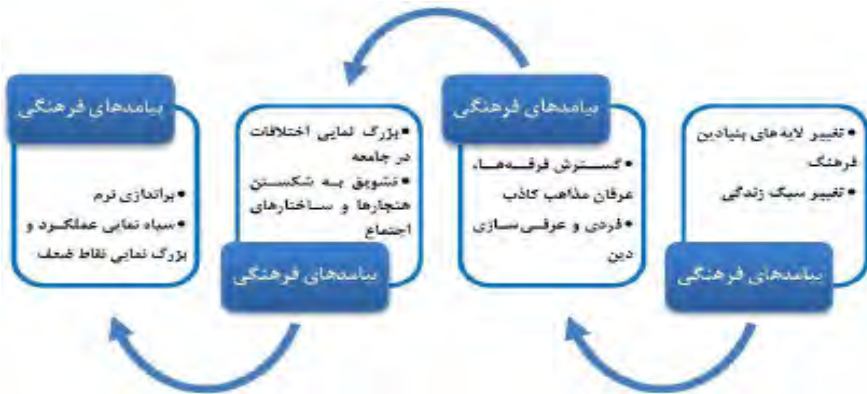 • تغییر لایه‌های بنیادین
فرهنگ
• تغییر سبک زندگی
پیامدهای فرهنگی
پیامدهای فرهنگی
• گسترش فرقه‌ها،
عرفان مذاهب کاذب
• فردی و عرفی‌سازی
دین
• بزرگ نمایی اختلافات
در جامعه
• تشویق به شکستن
هنجارها و ساختارهای
اجتماع
پیامدهای فرهنگی
پیامدهای فرهنگی
• براندازی نرم
• سیاه نمایی عملکرد و
بزرگ نمایی نقاط ضعف